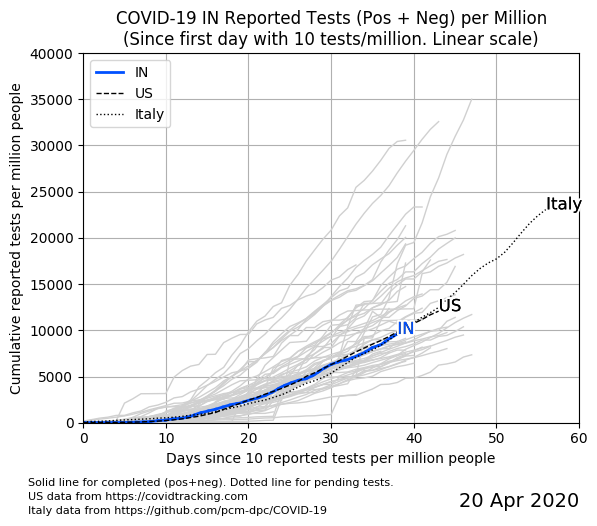 COVID-19 IN Reported Tests (Pos + Neg) per Million
(Since first day with 10 tests/million. Linear scale)
Cumulative reported tests per million people
40000
35000
30000
25000
20000
15000
10000
5000
0
IN
US
Italy
Italy
US
IN
0 10 20 30 40 50 60
Days since 10 reported tests per million people
Solid line for completed (pos+neg). Dotted line for pending tests.
US data from https://covidtracking.com
Italy data from https://github.com/pcm-dpc/COVID-19
20 Apr 2020